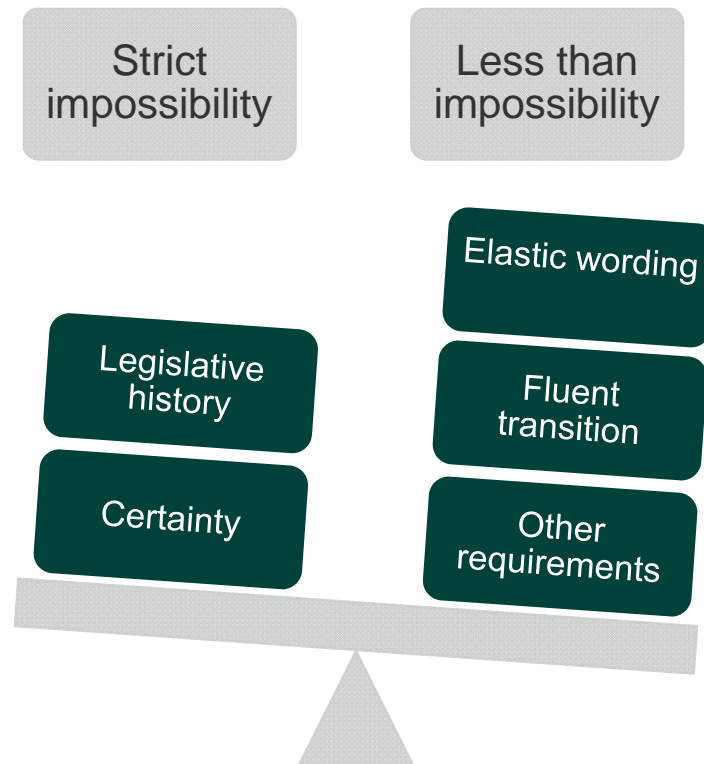 Strict
impossibility
Less than
impossibility
Elastic wording
Legislative
history
Fluent
transition
Certainty
Other
requirements